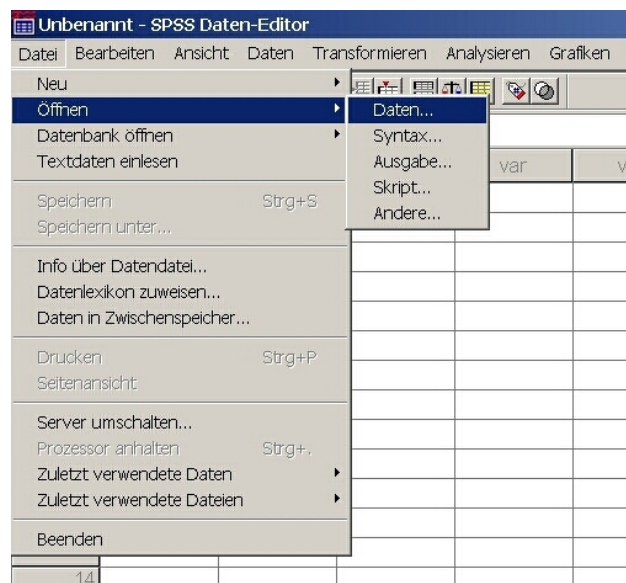 Unbenannt - SPSS Daten-Editor
Datei Bearbeiten Ansicht Daten Transformieren Analysieren Grafiken
Neu
Öffnen
Datenbank öffnen
Textdaten einlesen
Speichern Strg+S
Speichern unter...
Info über Datendatei...
Datenlexikon zuweisen...
Daten in Zwischenspeicher...
Drucken Strg+P
Seitenansicht
Server umschalten...
Prozessor anhalten Strg+.
Zuletzt verwendete Daten
Zuletzt verwendete Dateien
Beenden
Daten...
Syntax...
Ausgabe...
Skript...
Andere...
var
14